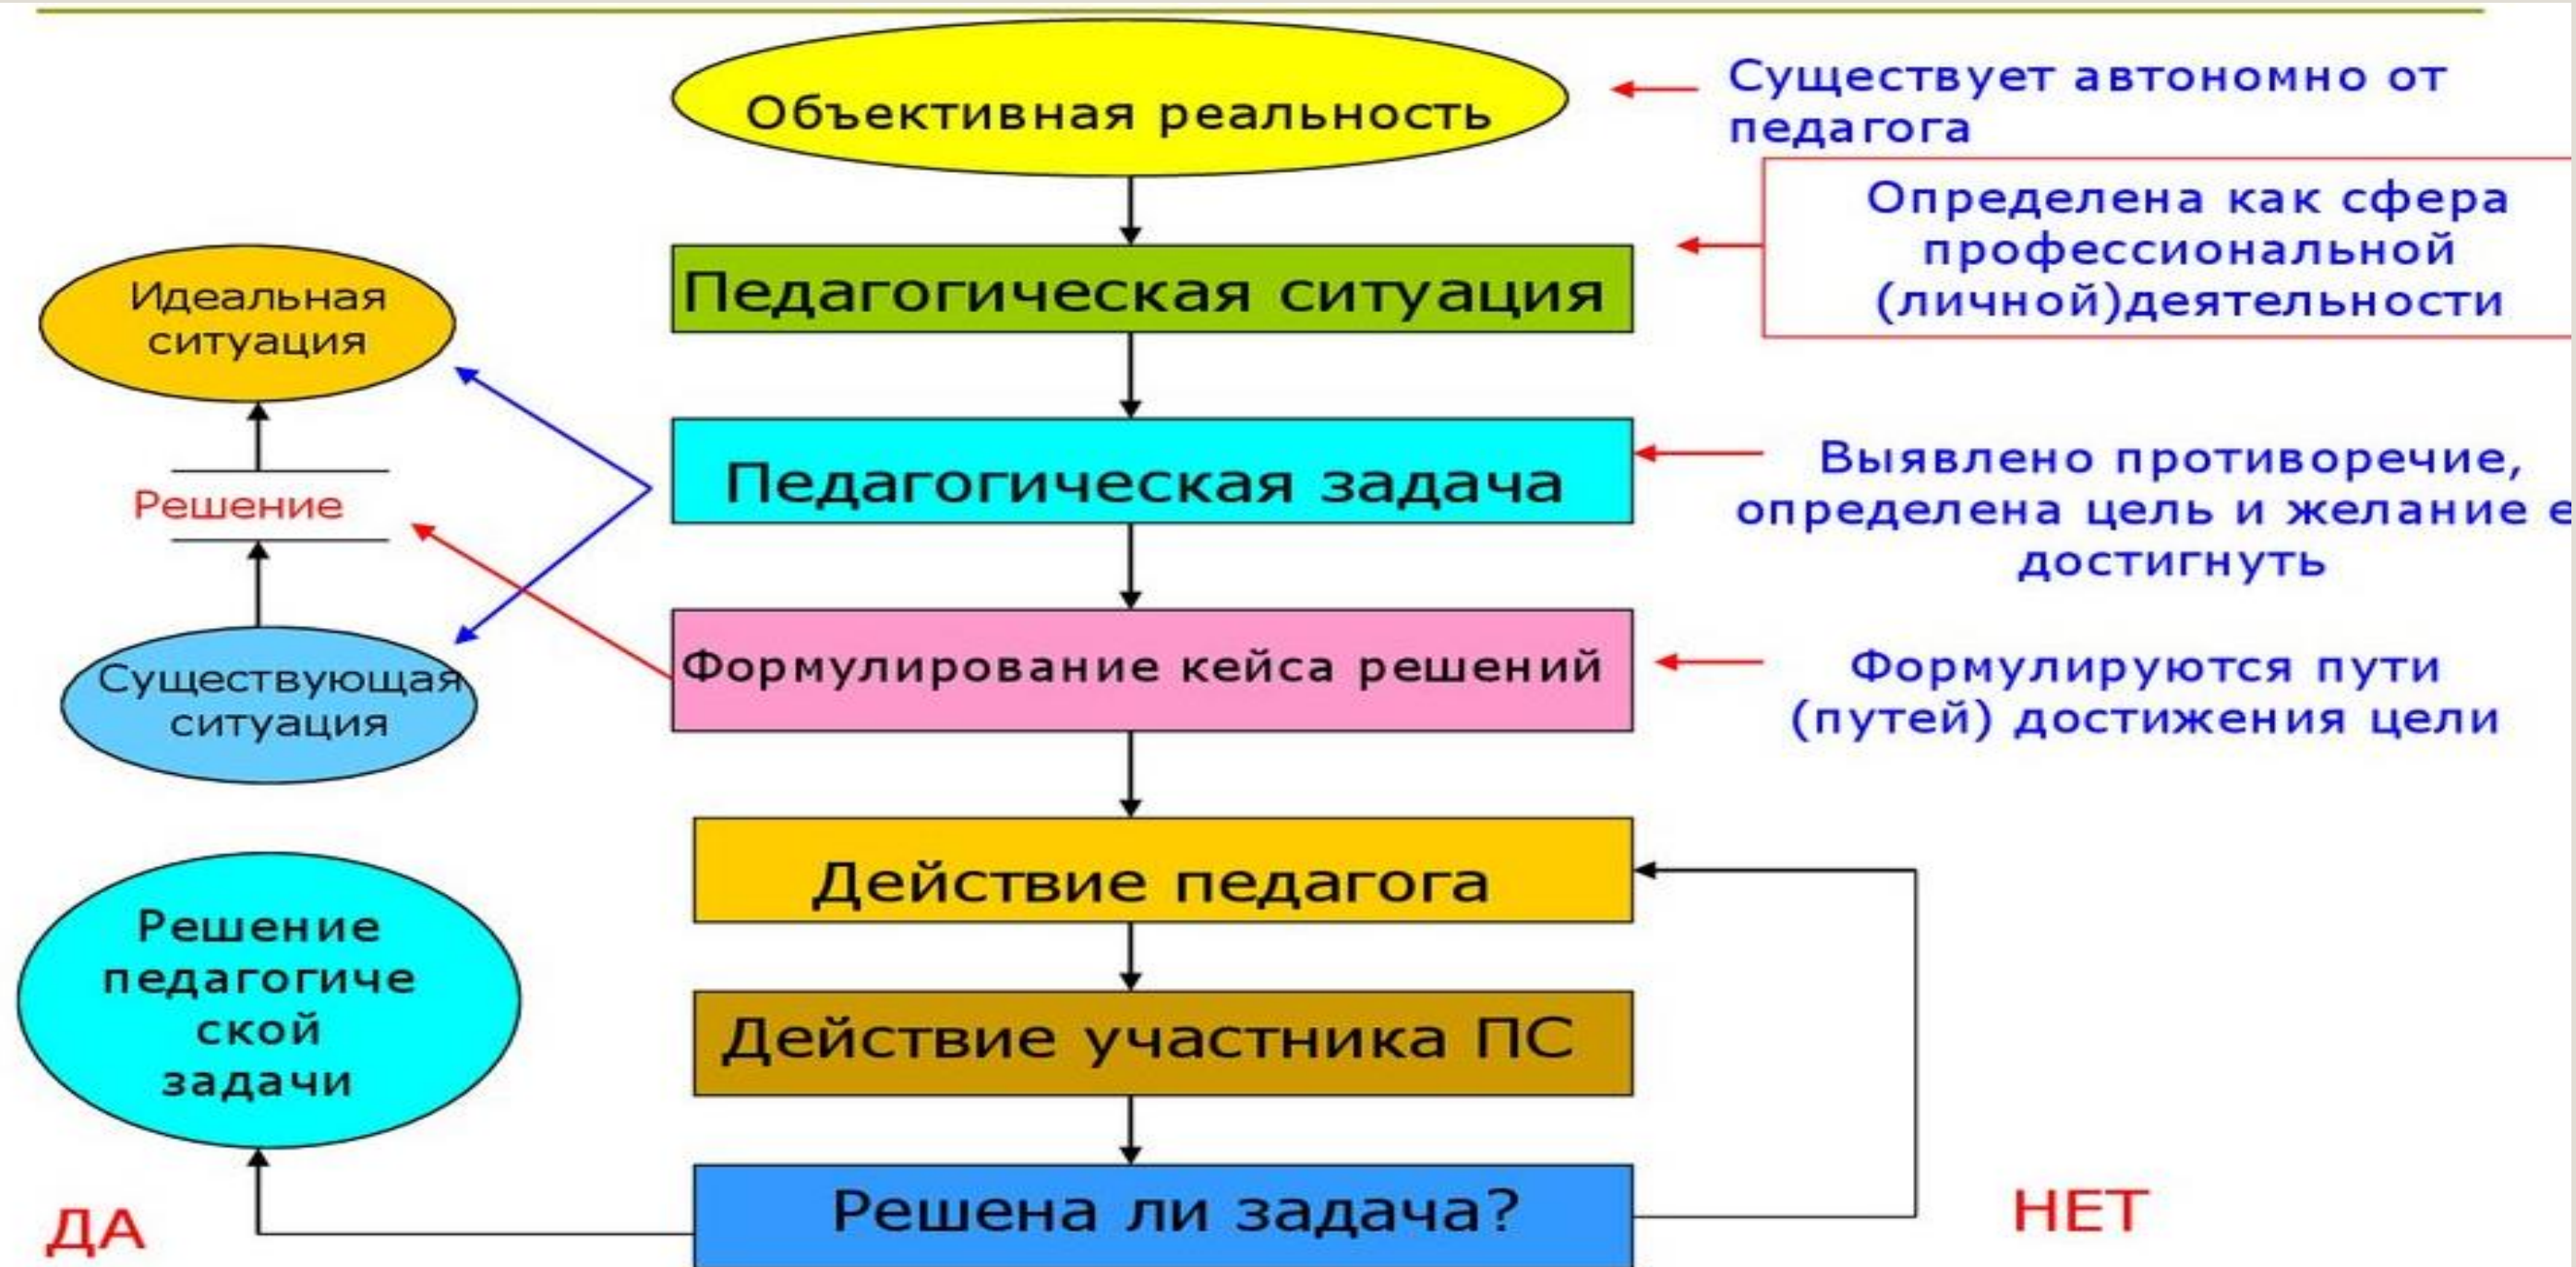 Объективная реальность
Существует автономно от
педагога
Определена как сфера
профессиональной
(личной)деятельности
Педагогическая ситуация
Идеальная
ситуация
Педагогическая задача
Выявлено противоречие,
определена цель и желание
достигнуть
Решение
Формулирование кейса решений
Формулируются пути
(путей) достижения цели
Существующая
ситуация
Действие педагога
Решение
педагогиче
ской
задачи
Действие участника ПС
Решена ли задача?
ДА
НЕТ